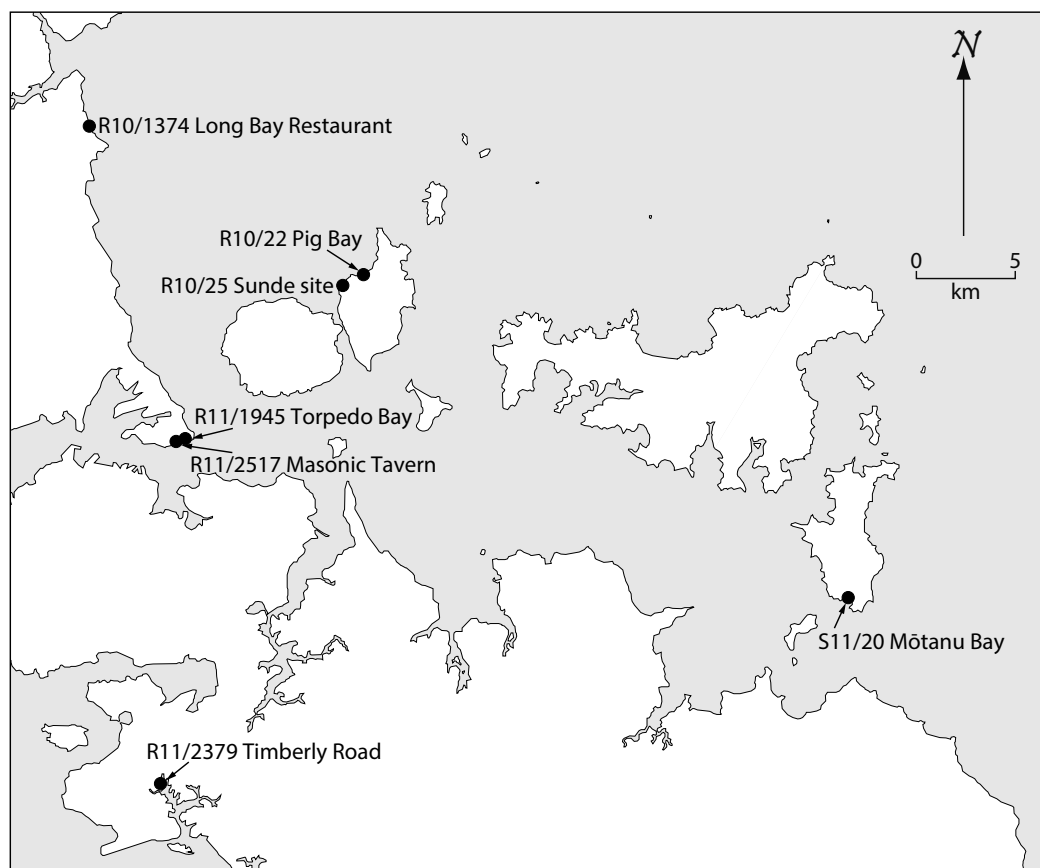 N
R10/1374 Long Bay Restaurant
R10/22 Pig Bay
R10/25 Sunde site
0 5
km
R11/1945 Torpedo Bay
R11/2517 Masonic Tavern
S11/20 Mōtanu Bay
R11/2379 Timberly Road